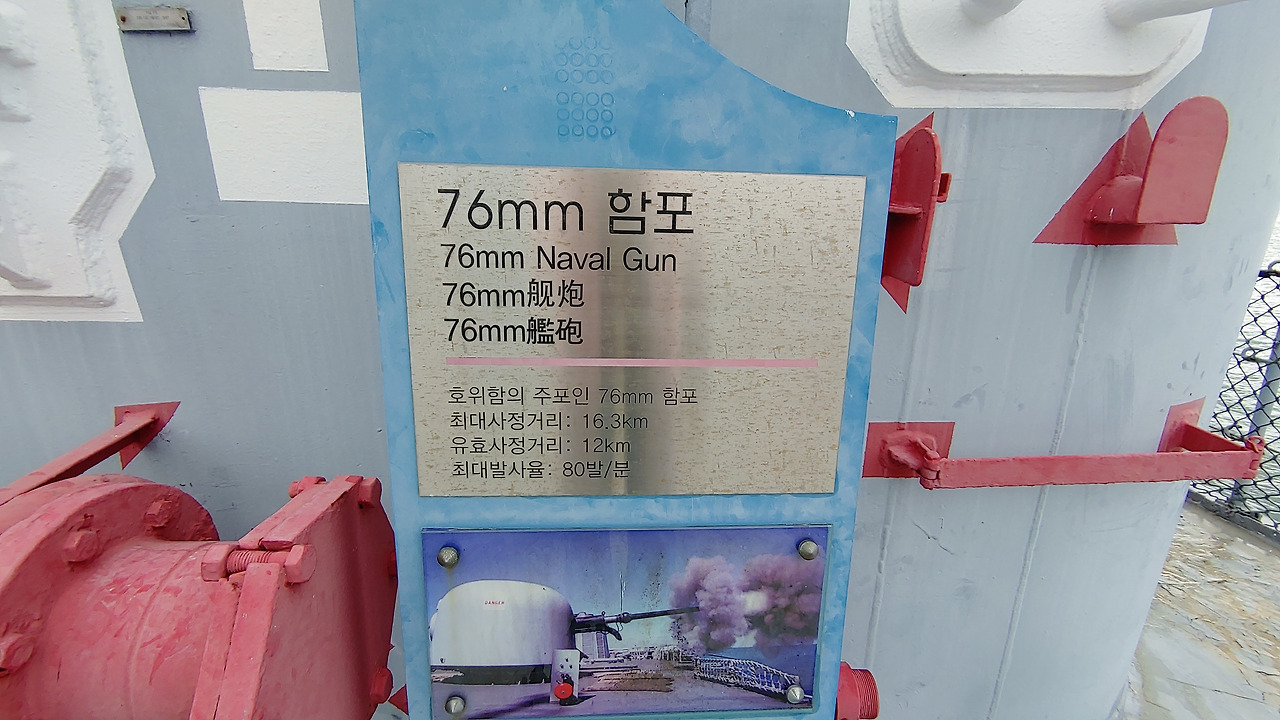 76mm 함포
76mm Naval Gun
76mm舰炮
76mm艦砲
호위함의 주포인 76mm 함포
최대사정거리: 16.3km
유효사정거리: 12km
최대발사율: 80발/분
DANGER